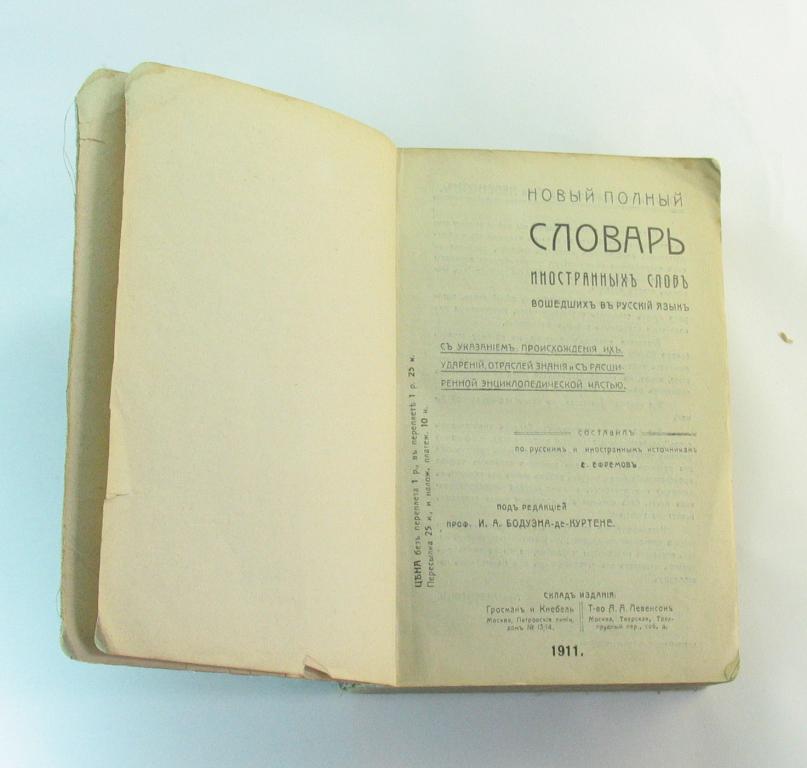 НОВЫЙ ПОЛНЫЙ
СЛОВАРЬ
ИНОСТРАННЫХЪ СЛОВЪ
ВОШЕДШИХЪ ВЪ РУССКІЙ ЯЗЫКЪ
СЪ УКАЗАНІЕМЪ ПРОИСХОЖДЕНІЯ ИХЪ,
УДАРЕНІЙ, ОТРАСЛЕЙ ЗНАНІЯ И СЪ РАСШИ-
РЕННОЙ ЭНЦИКЛОПЕДИЧЕСКОЙ ЧАСТЬЮ.
СОСТАВИЛЪ
по русскимъ и иностраннымъ источникамъ
Е. ЕФРЕМОВЪ
ПОДЪ РЕДАКЦІЕЙ
ПРОФ. И. А. БОДУЭНА-де-КУРТЕНЕ.
СКЛАДЪ ИЗДАНІЯ:
Гросманъ и Кнебель
Москва, Петровскія линіи,
домъ № 13/14.
Т-во А. А. Левенсонъ
Москва, Тверская, Трех-
прудный пер., соб. д.
1911.
ЦѢНА безъ переплета 1 р., въ переплетѣ 1 р. 25 к.
Пересылка 25 к., и налож. платеж. 10 к.